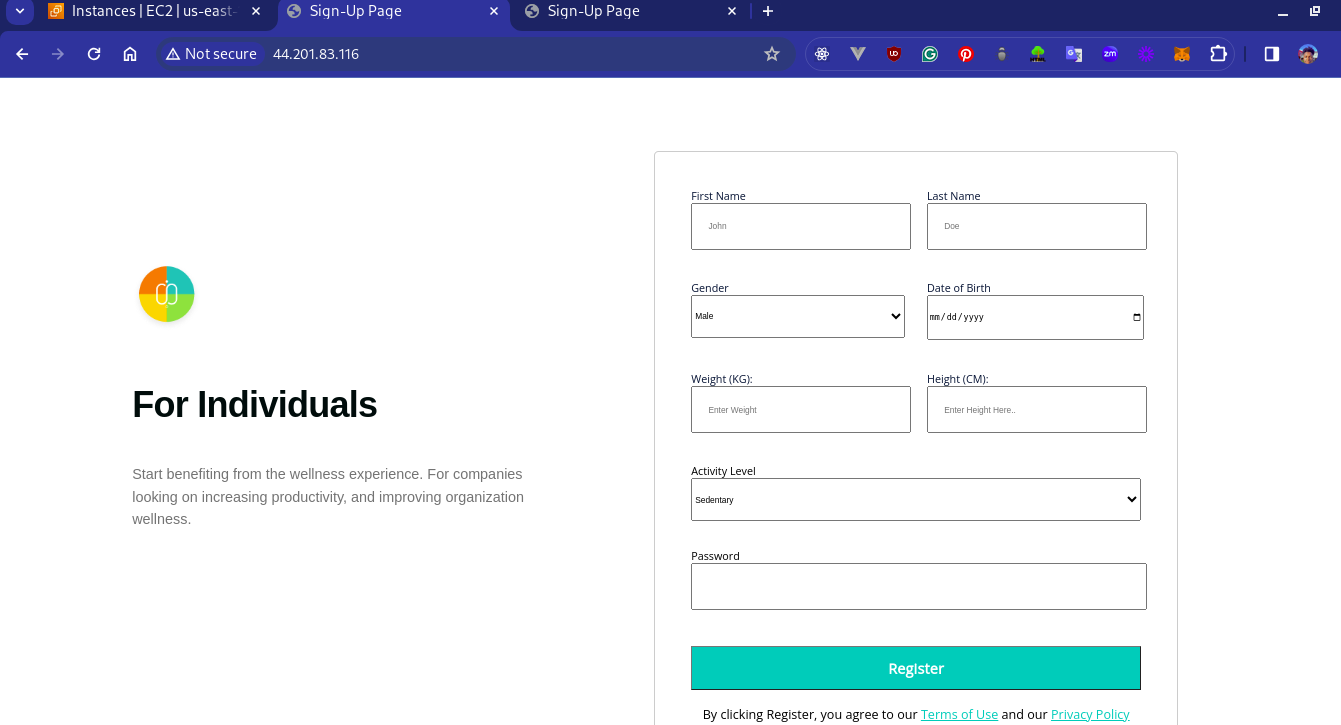 Instances | EC2 | us-east-
Sign-Up Page
Sign-Up Page
Not secure
44.201.83.116
First Name
Last Name
John
Doe
Gender
Date of Birth
Male
mm/dd/yyyy
Weight (KG):
Height (CM):
Enter Weight
Enter Height Here..
For Individuals
Start benefiting from the wellness experience. For companies
looking on increasing productivity, and improving organization
wellness.
Activity Level
Sedentary
Password
Register
By clicking Register, you agree to our Terms of Use and our Privacy Policy